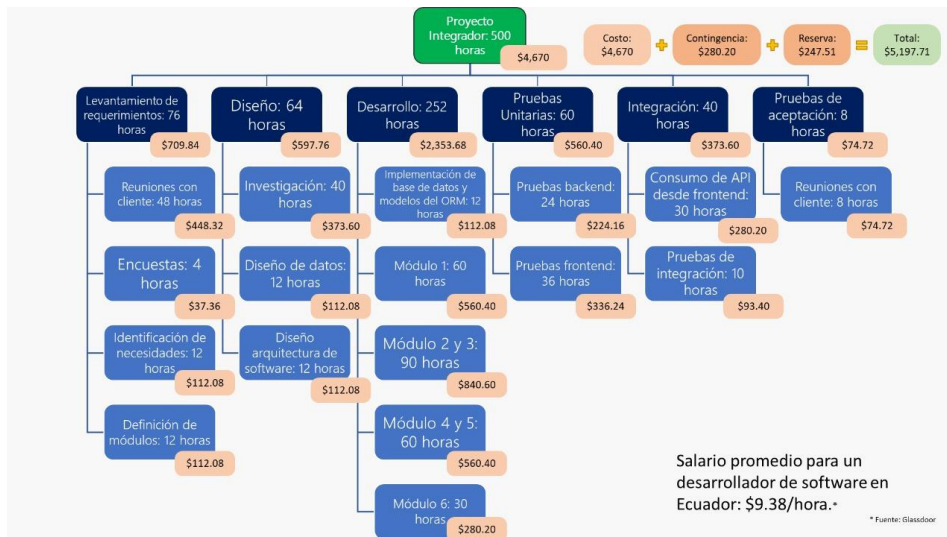 Proyecto
Integrador: 500
horas
$4,670
Costo:
$4,670
+
Contingencia:
$280.20
+
Reserva:
$247.51
=
Total:
$5,197.71
Levantamiento de
requerimientos: 76
horas
$709.84
Diseño: 64
horas
$597.76
Desarrollo: 252
horas
$2,353.68
Pruebas
Unitarias: 60
horas
$560.40
Integración: 40
horas
$373.60
Pruebas de
aceptación: 8
horas
$74.72
Reuniones con
cliente: 48 horas
$448.32
Encuestas: 4
horas
$37.36
Identificación de
necesidades: 12
horas
$112.08
Definición de
módulos: 12 horas
$112.08
Investigación: 40
horas
$373.60
Diseño de datos:
12 horas
$112.08
Diseño
arquitectura de
software: 12 horas
$112.08
Implementación de
base de datos y
modelos del ORM: 12
horas
$112.08
Módulo 1: 60
horas
$560.40
Módulo 2 y 3:
90 horas
$840.60
Módulo 4 y 5:
60 horas
$560.40
Módulo 6: 30
horas
$280.20
Pruebas backend:
24 horas
$224.16
Pruebas frontend:
36 horas
$336.24
Consumo de API
desde frontend:
30 horas
$280.20
Pruebas de
integración: 10
horas
$93.40
Reuniones con
cliente: 8 horas
$74.72
Salario promedio para un
desarrollador de software en
Ecuador: $9.38/hora.*
* Fuente: Glassdoor